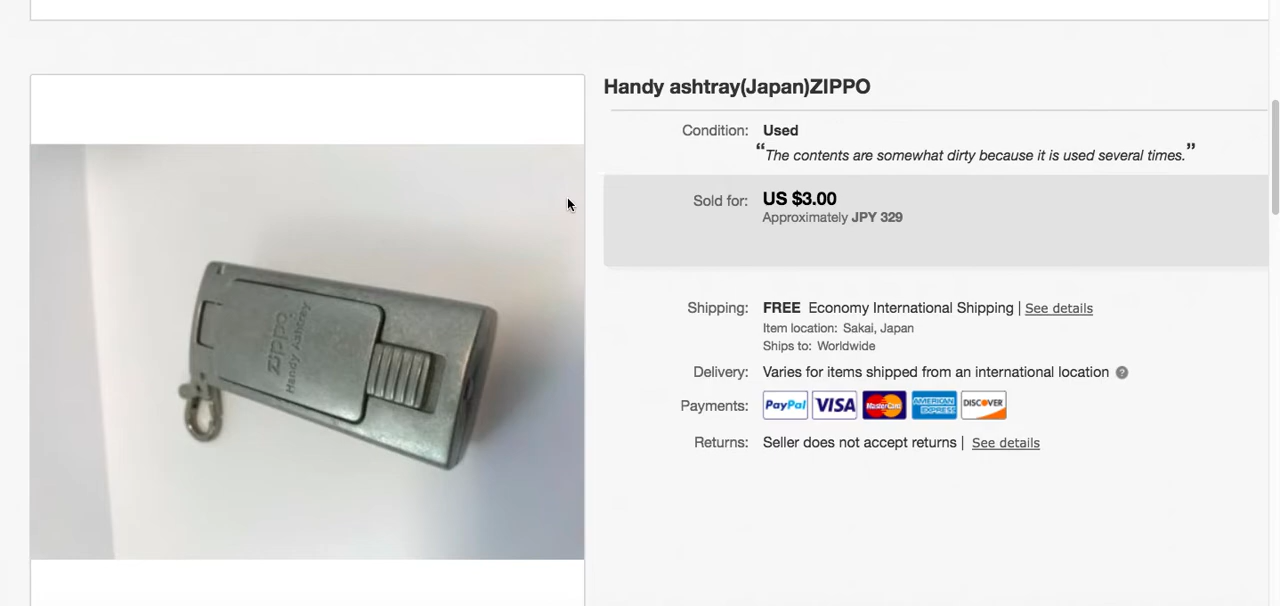 Handy ashtray(Japan)ZIPPO
Condition: Used
“The contents are somewhat dirty because it is used several times.”
Sold for: US $3.00
Approximately JPY 329
Shipping: FREE Economy International Shipping | See details
Item location: Sakai, Japan
Ships to: Worldwide
Delivery: Varies for items shipped from an international location ?
Payments: PayPal VISA MasterCard AMERICAN EXPRESS DISCOVER
Returns: Seller does not accept returns | See details
zippo
Handy Ashtray